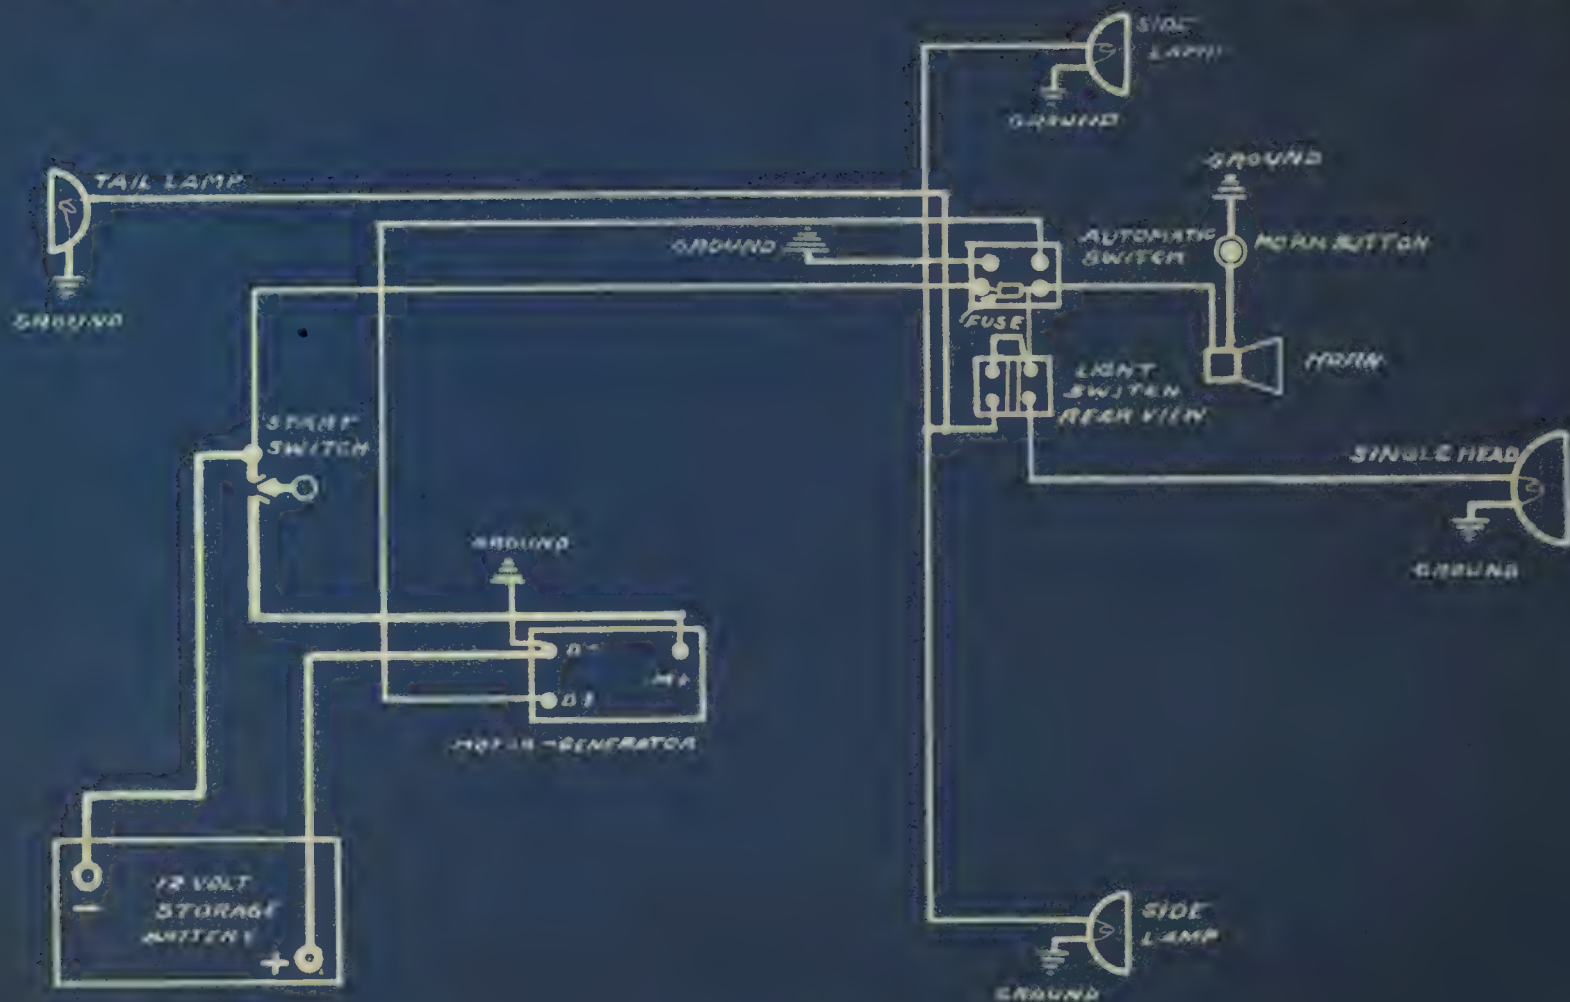 SIDE
LAMP
GROUND
TAIL LAMP
GROUND
GROUND
AUTOMATIC
SWITCH
HORN BUTTON
GROUND
GROUND
FUSE
LIGHT
SWITCH
REAR VIEW
HORN
START
SWITCH
SINGLE HEAD
GROUND
GROUND
D-
M+
D+
MOTOR-GENERATOR
12 VOLT
STORAGE
BATTERY
-
+
SIDE
LAMP
GROUND